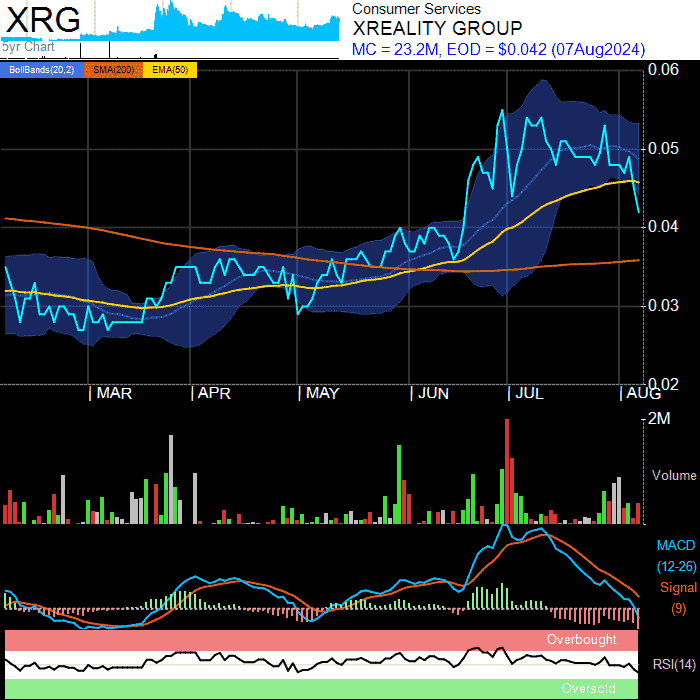 XRG
5yr Chart
Consumer Services
XREALITY GROUP
MC = 23.2M, EOD = $0.042 (07Aug2024)
BollBands(20,2) SMA(200) EMA(50)
0.06
0.05
0.04
0.03
0.02
| MAR | APR | MAY | JUN | JUL | AUG
2M
Volume
MACD
(12-26)
Signal
(9)
Overbought
RSI(14)
Oversold